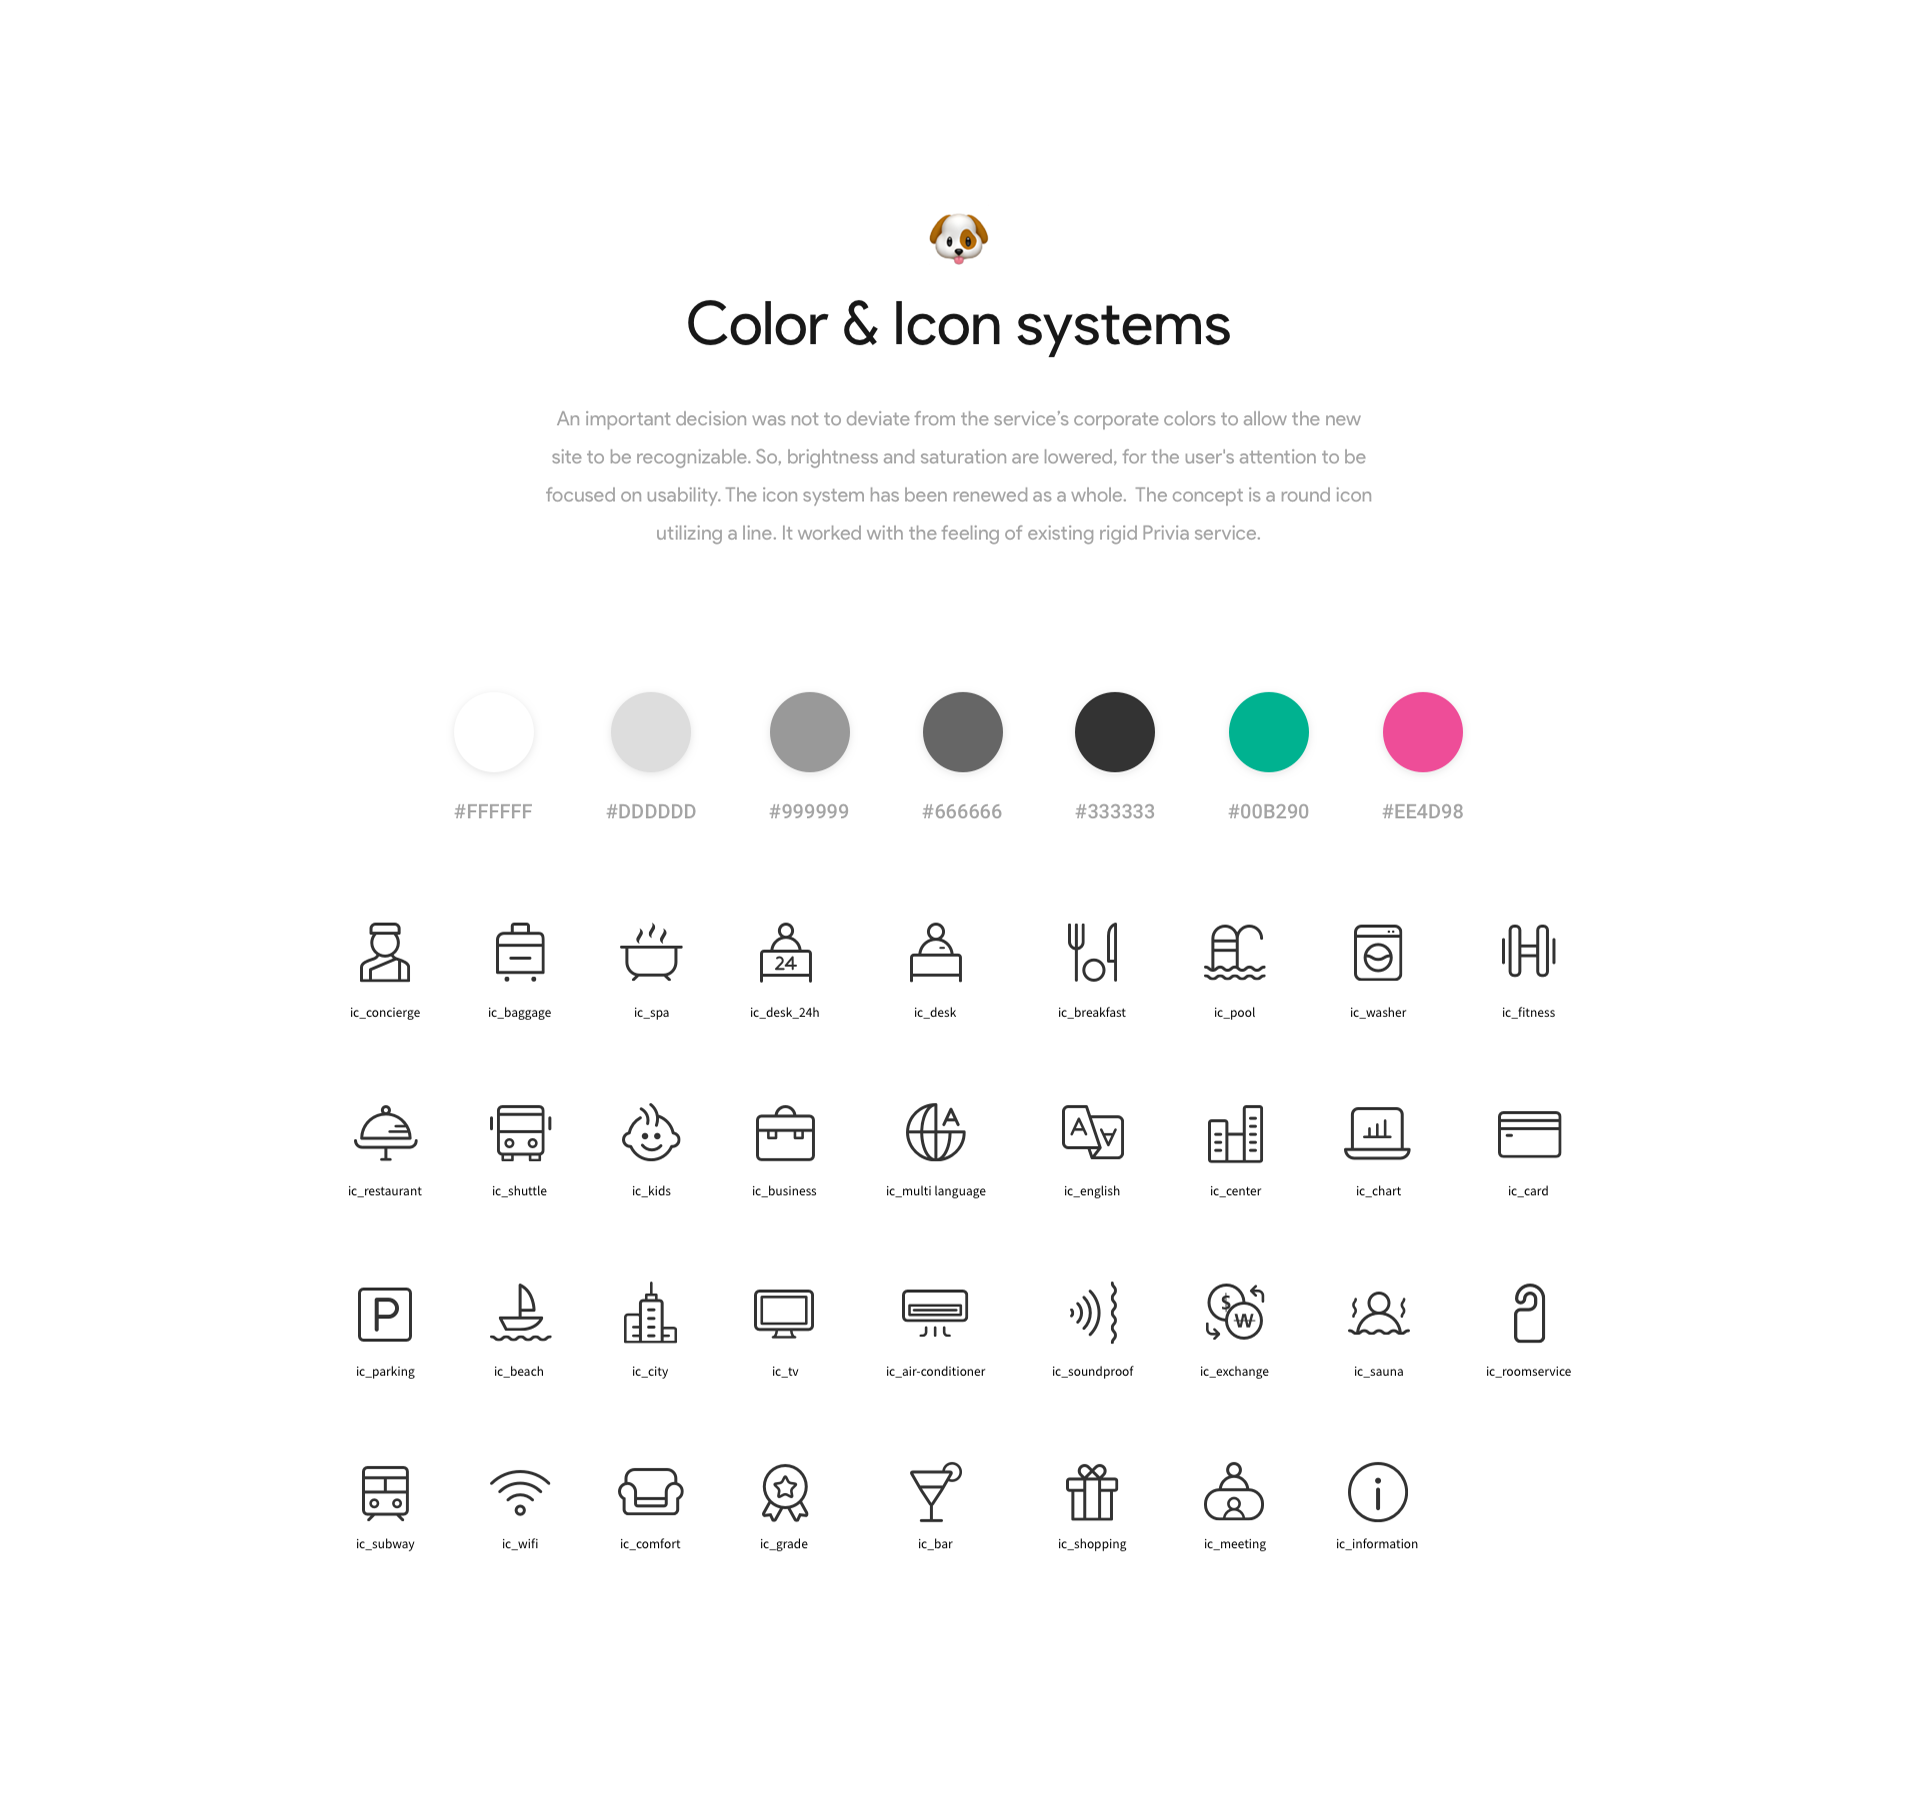 Color & Icon systems
An important decision was not to deviate from the service’s corporate colors to allow the new
site to be recognizable. So, brightness and saturation are lowered, for the user's attention to be
focused on usability. The icon system has been renewed as a whole.  The concept is a round icon
utilizing a line. It worked with the feeling of existing rigid Privia service.
#FFFFFF #DDDDDD #999999 #666666 #333333 #00B290 #EE4D98
24
ic_concierge ic_baggage ic_spa ic_desk_24h ic_desk ic_breakfast ic_pool ic_washer ic_fitness
A A A
ic_restaurant ic_shuttle ic_kids ic_business ic_multi language ic_english ic_center ic_chart ic_card
P $ W
ic_parking ic_beach ic_city ic_tv ic_air-conditioner ic_soundproof ic_exchange ic_sauna ic_roomservice
i
ic_subway ic_wifi ic_comfort ic_grade ic_bar ic_shopping ic_meeting ic_information